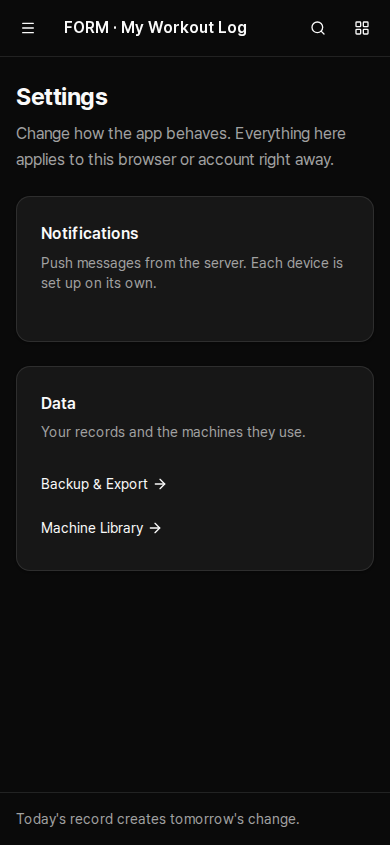 FORM · My Workout Log
Settings
Change how the app behaves. Everything here
applies to this browser or account right away.
Notifications
Push messages from the server. Each device is
set up on its own.
Data
Your records and the machines they use.
Backup & Export →
Machine Library →
Today's record creates tomorrow's change.